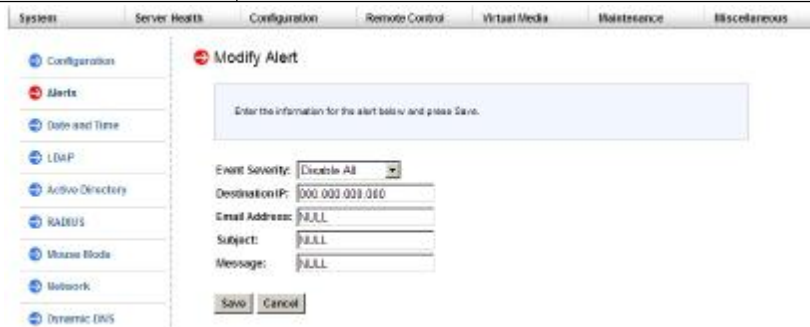 System Server Health Configuration Remote Control Virtual Media Maintenance Miscellaneous
Configuration
Alerts
Date and Time
LDAP
Active Directory
RADIUS
Mouse Mode
Network
Dynamic DNS
Modify Alert
Enter the information for the alert below and press Save.
Event Severity: Disable All
Destination IP: 000.000.000.000
Email Address: NULL
Subject: NULL
Message: NULL
Save Cancel